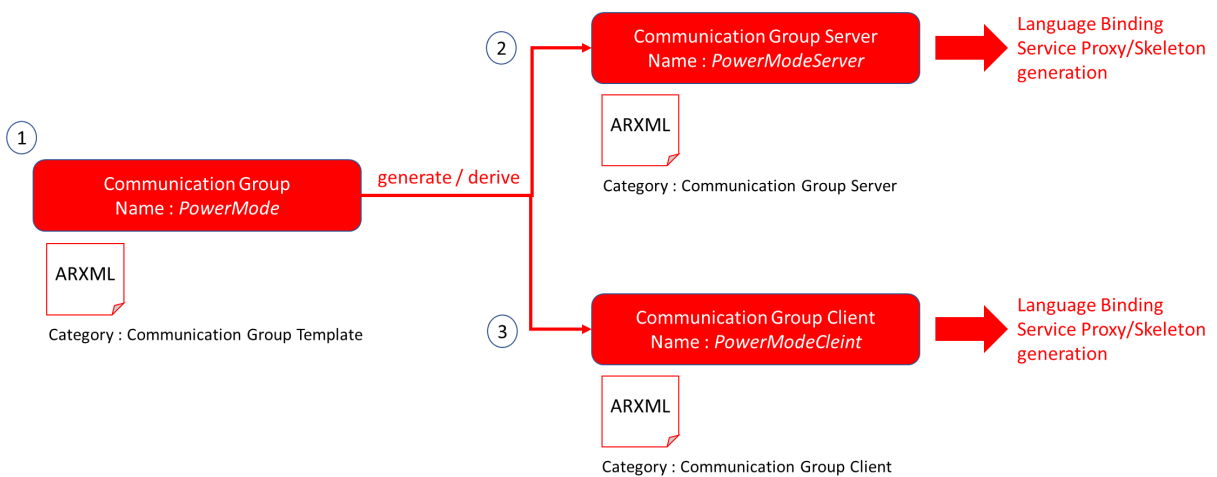 1
Communication Group
Name : PowerMode
ARXML
Category : Communication Group Template
generate / derive
2
Communication Group Server
Name : PowerModeServer
ARXML
Category : Communication Group Server
Language Binding
Service Proxy/Skeleton
generation
3
Communication Group Client
Name : PowerModeCleint
ARXML
Category : Communication Group Client
Language Binding
Service Proxy/Skeleton
generation